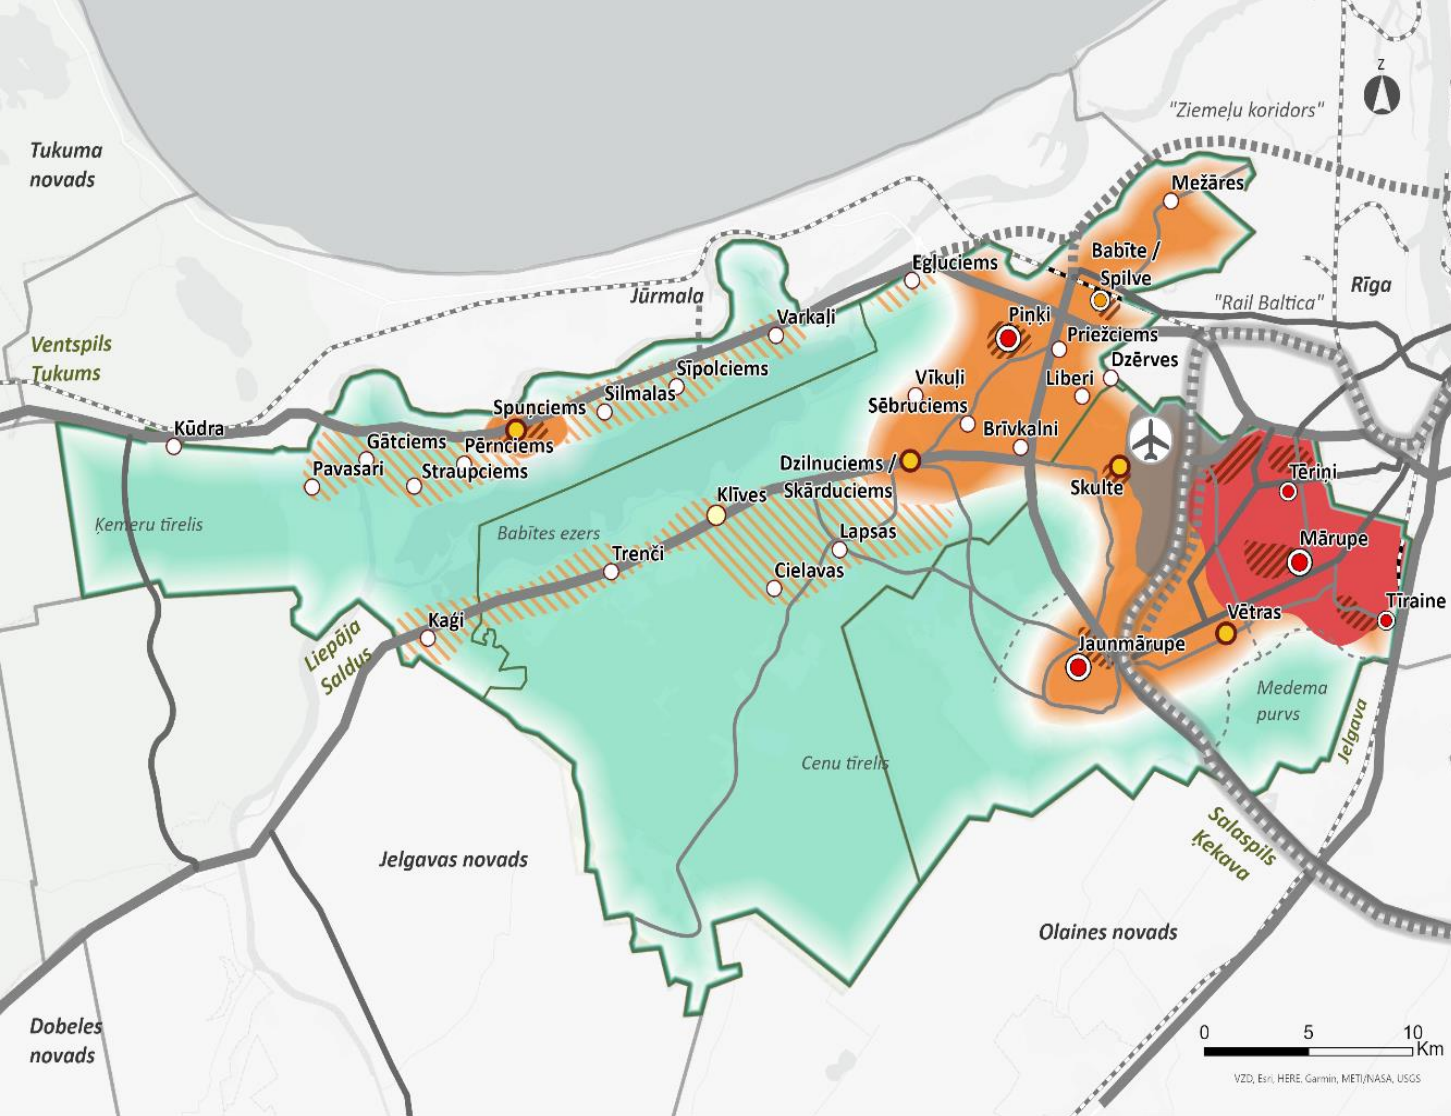 Z
"Ziemeļu koridors"
Tukuma
novads
Mežāres
Babīte /
Spilve
Egļuciems
Rīga
Jūrmala
"Rail Baltica"
Varkaļi
Piņķi
Priežciems
Ventspils
Tukums
Dzērves
Sīpolciems
Vīkuļi
Liberi
Silmalas
Sēbruciems
Spuņciems
Kūdra
Brīvkalni
Gātciems
Pērnciems
Pavasari
Straupciems
Dzilnuciems /
Skārduciems
Tēriņi
Skulte
Klīves
Ķemeru tīrelis
Babītes ezers
Lapsas
Mārupe
Trenči
Cielavas
Tīraine
Vētras
Kaģi
Jaunmārupe
Liepāja
Saldus
Medema
purvs
Jelgava
Cenu tīrelis
Salaspils
Ķekava
Jelgavas novads
Olaines novads
Dobeles
novads
0 5 10
Km
VZD, Esri, HERE, Garmin, METI/NASA, USGS